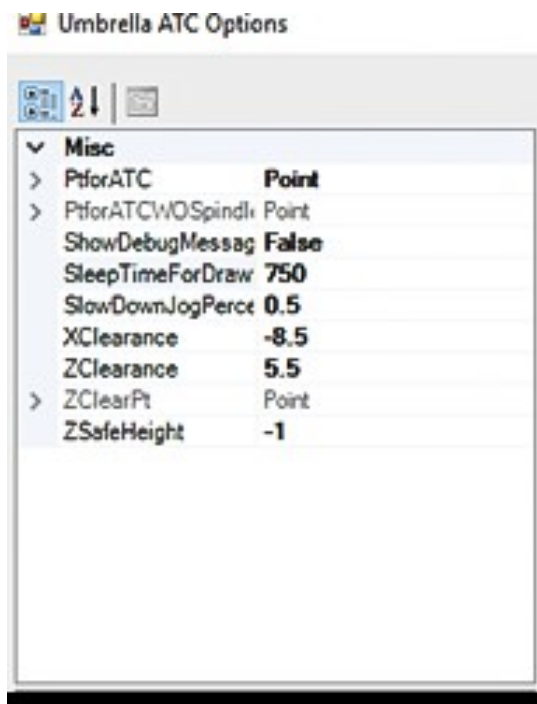 Umbrella ATC Options
Misc
PtforATC Point
PtforATCWOSpindl Point
ShowDebugMessag False
SleepTimeForDraw 750
SlowDownJogPerce 0.5
XClearance -8.5
ZClearance 5.5
ZClearPt Point
ZSafeHeight -1